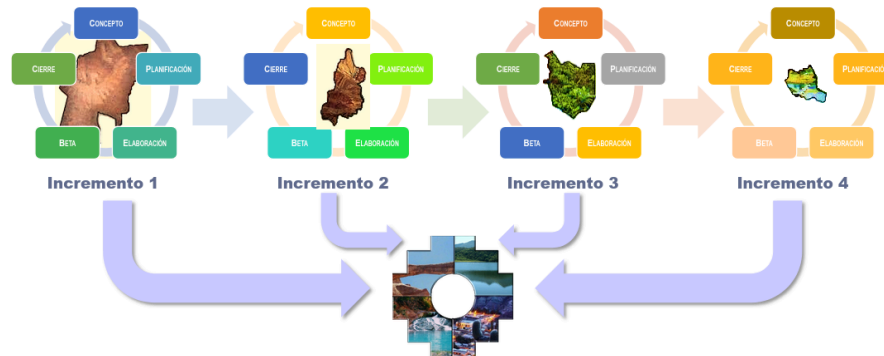 Concepto
Cierre
Planificación
Beta
Elaboración
Incremento 1
Concepto
Cierre
Planificación
Beta
Elaboración
Incremento 2
Concepto
Cierre
Planificación
Beta
Elaboración
Incremento 3
Concepto
Cierre
Planificación
Beta
Elaboración
Incremento 4